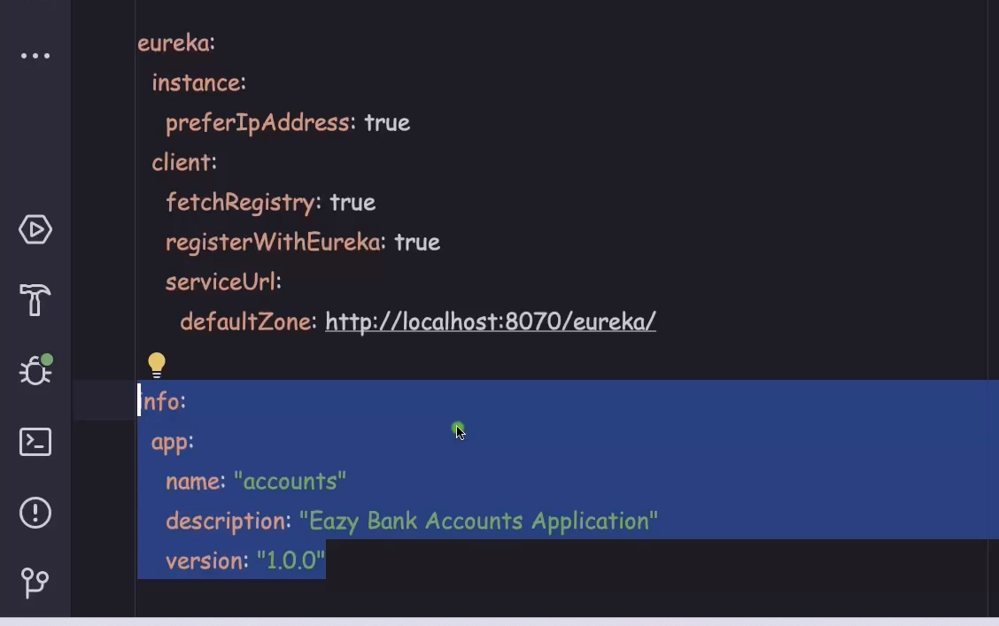 eureka:
  instance:
    preferIpAddress: true
  client:
    fetchRegistry: true
    registerWithEureka: true
    serviceUrl:
      defaultZone: http://localhost:8070/eureka/
info:
  app:
    name: "accounts"
    description: "Eazy Bank Accounts Application"
    version: "1.0.0"